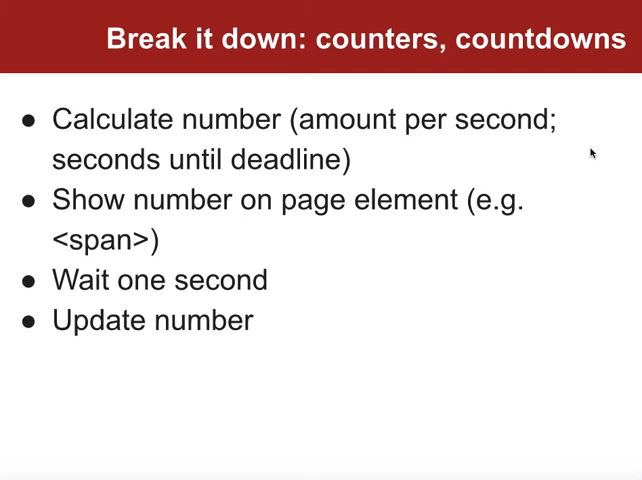 Break it down: counters, countdowns
● Calculate number (amount per second;
seconds until deadline)
● Show number on page element (e.g.
<span>)
● Wait one second
● Update number